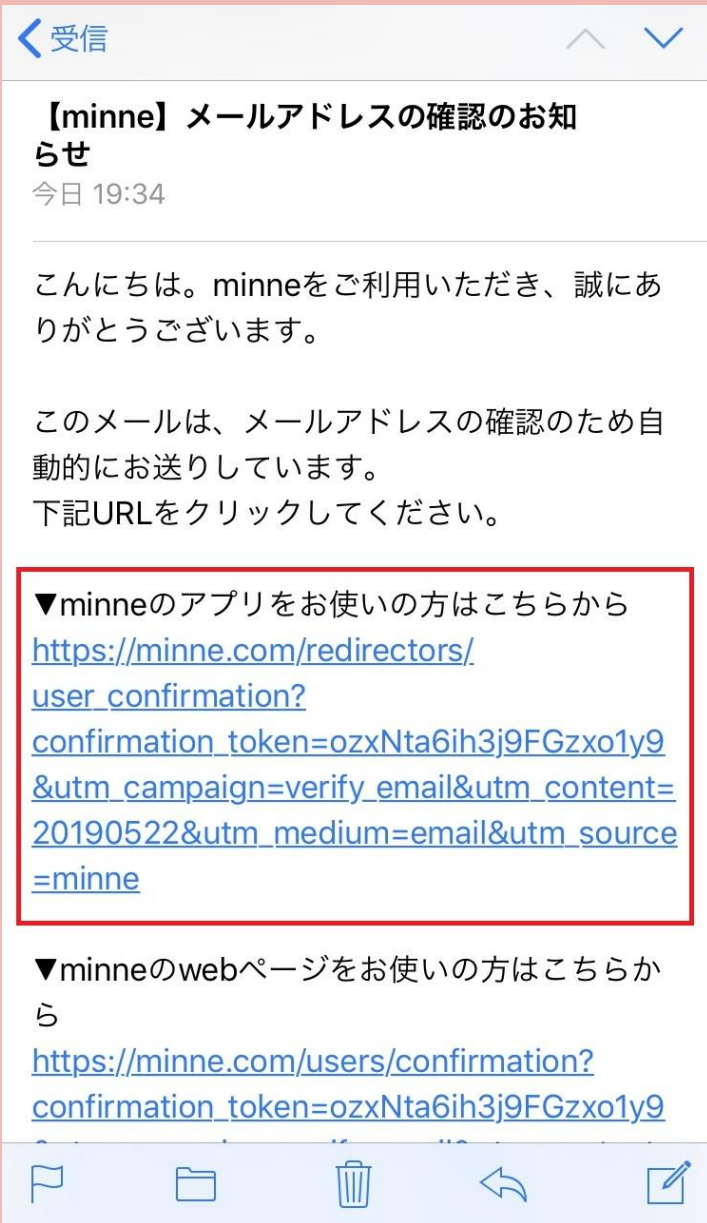 受信
【minne】メールアドレスの確認のお知
らせ
今日 19:34
こんにちは。minneをご利用いただき、誠にあ
りがとうございます。
このメールは、メールアドレスの確認のため自
動的にお送りしています。
下記URLをクリックしてください。
▼minneのアプリをお使いの方はこちらから
https://minne.com/redirectors/
user_confirmation?
confirmation_token=ozxNta6ih3j9FGzxo1y9
&utm_campaign=verify_email&utm_content=
20190522&utm_medium=email&utm_source
=minne
▼minneのwebページをお使いの方はこちらか
ら
https://minne.com/users/confirmation?
confirmation_token=ozxNta6ih3j9FGzxo1y9